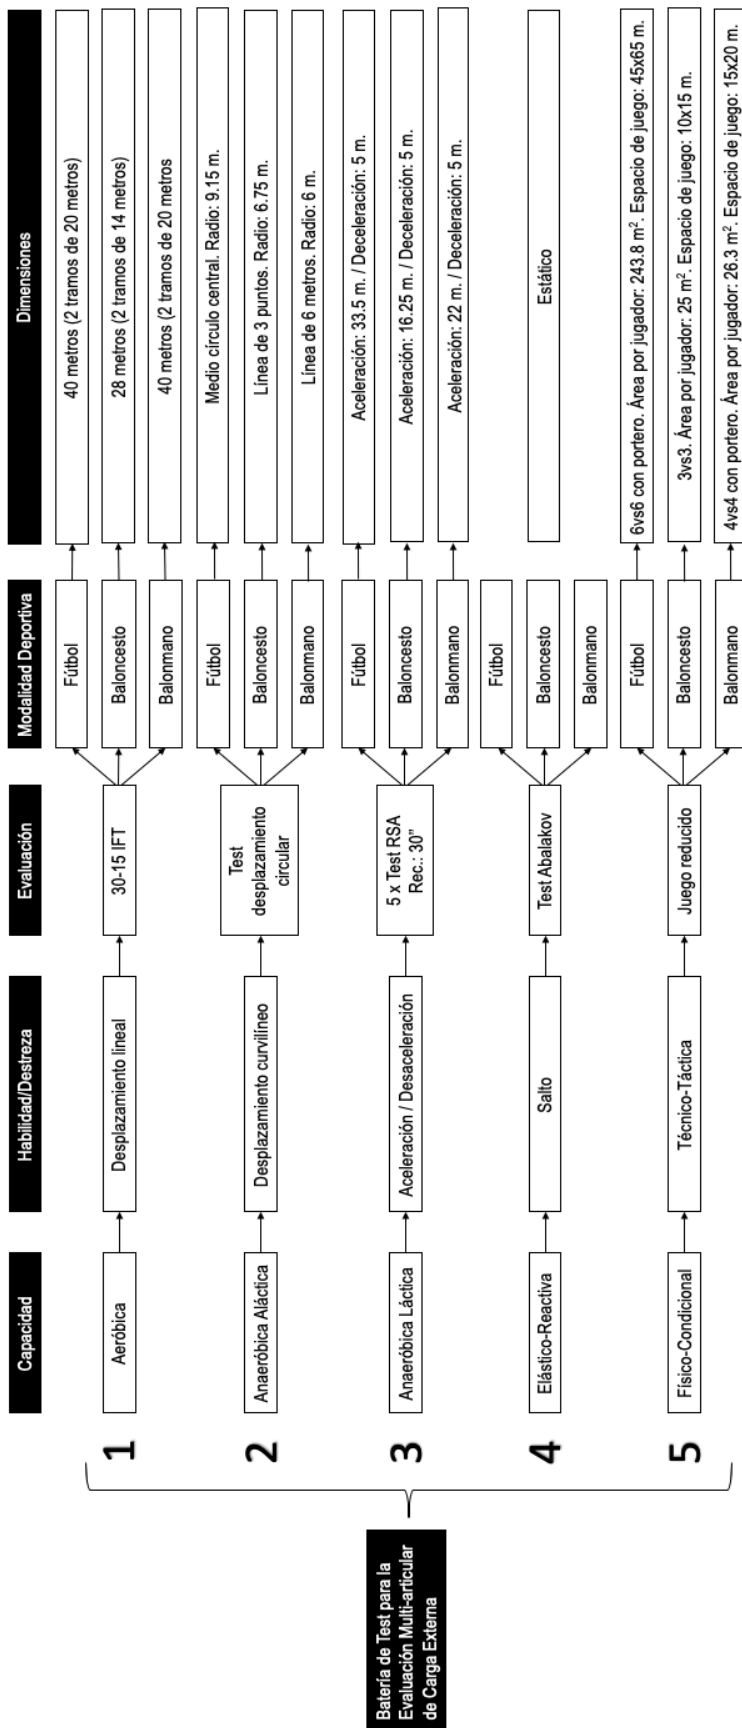 Batería de Test para la
Evaluación Multi-articular
de Carga Externa
Capacidad
Habilidad/Destreza
Evaluación
Modalidad Deportiva
Dimensiones
1
Aeróbica
Desplazamiento lineal
30-15 IFT
Fútbol
40 metros (2 tramos de 20 metros)
Baloncesto
28 metros (2 tramos de 14 metros)
Balonmano
40 metros (2 tramos de 20 metros
2
Anaeróbica Aláctica
Desplazamiento curvilíneo
Test
desplazamiento
circular
Fútbol
Medio círculo central. Radio: 9.15 m.
Baloncesto
Línea de 3 puntos. Radio: 6.75 m.
Balonmano
Línea de 6 metros. Radio: 6 m.
3
Anaeróbica Láctica
Aceleración / Desaceleración
5 x Test RSA
Rec.: 30”
Fútbol
Aceleración: 33.5 m. / Deceleración: 5 m.
Baloncesto
Aceleración: 16.25 m. / Deceleración: 5 m.
Balonmano
Aceleración: 22 m. / Deceleración: 5 m.
4
Elástico-Reactiva
Salto
Test Abalakov
Fútbol
Baloncesto
Balonmano
Estático
5
Físico-Condicional
Técnico-Táctica
Juego reducido
Fútbol
6vs6 con portero. Área por jugador: 243.8 m². Espacio de juego: 45x65 m.
Baloncesto
3vs3. Área por jugador: 25 m². Espacio de juego: 10x15 m.
Balonmano
4vs4 con portero. Área por jugador: 26.3 m². Espacio de juego: 15x20 m.